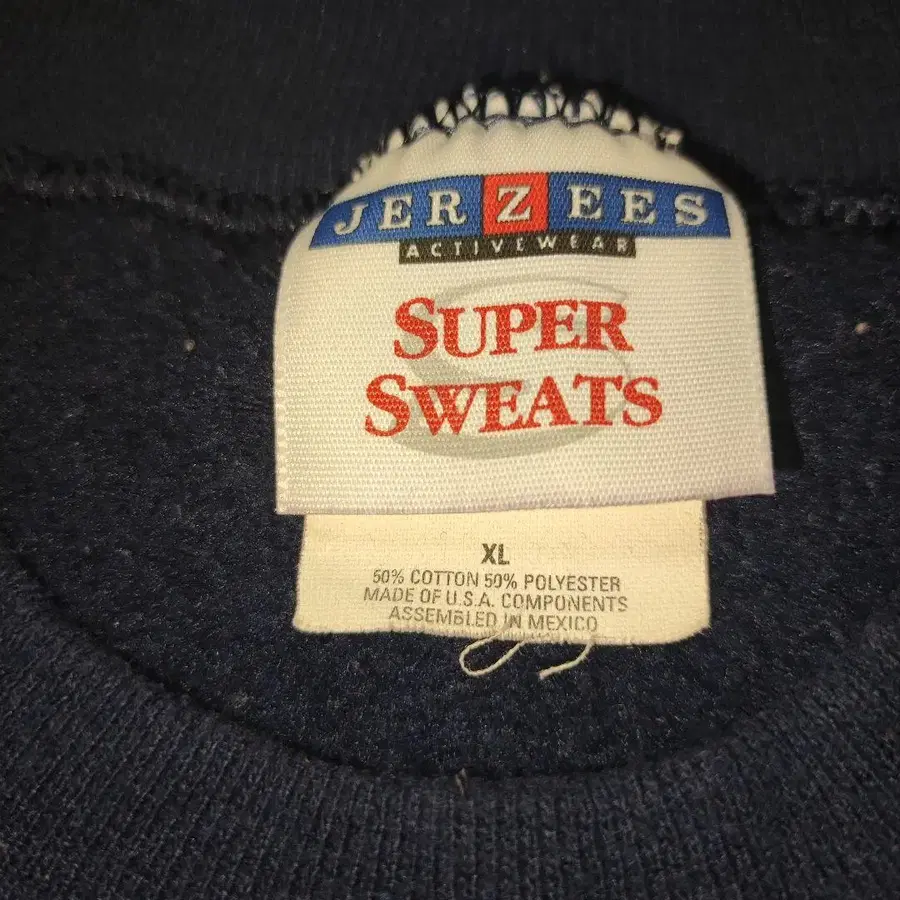 JERZEES
ACTIVEWEAR
SUPER
SWEATS
XL
50% COTTON 50% POLYESTER
MADE OF U.S.A. COMPONENTS
ASSEMBLED IN MEXICO